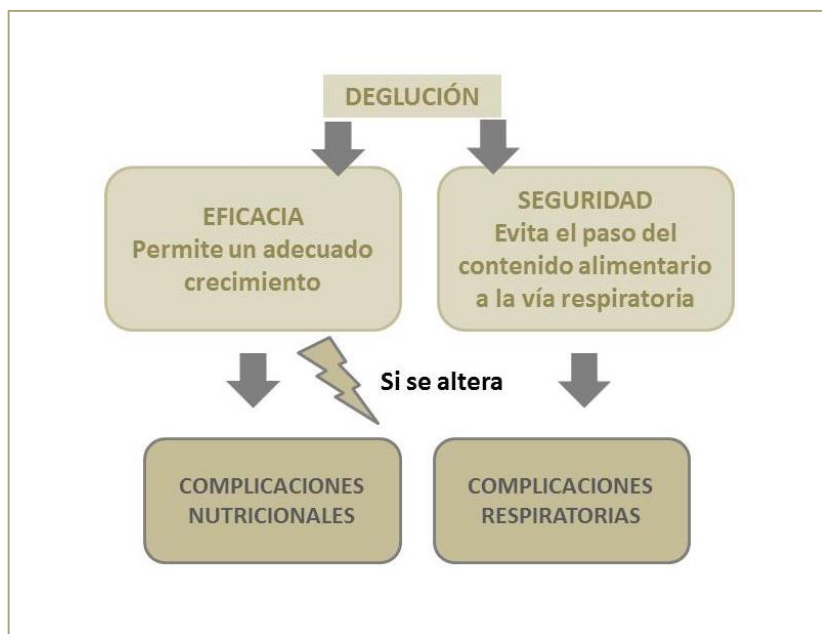 DEGLUCIÓN
EFICACIA
Permite un adecuado
crecimiento
SEGURIDAD
Evita el paso del
contenido alimentario
a la vía respiratoria
Si se altera
COMPLICACIONES
NUTRICIONALES
COMPLICACIONES
RESPIRATORIAS